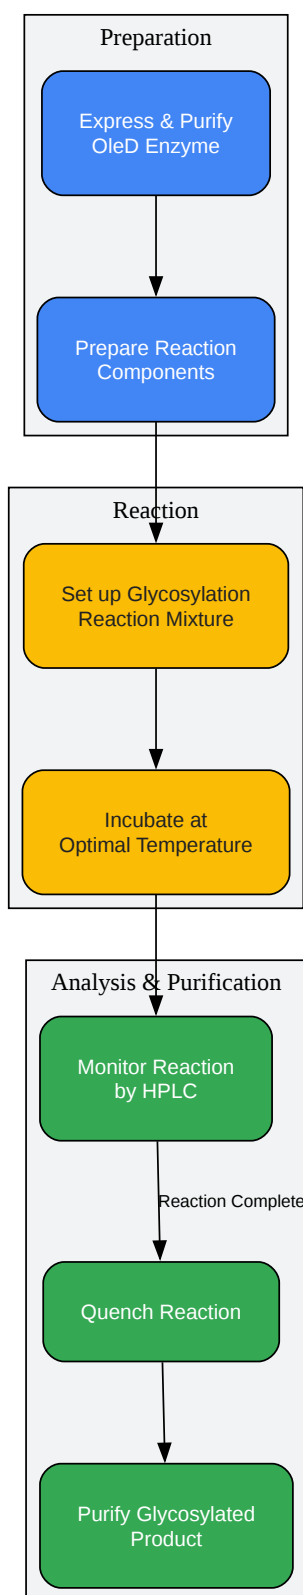 Preparation
Express & Purify
OleD Enzyme
Prepare Reaction
Components
Reaction
Set up Glycosylation
Reaction Mixture
Incubate at
Optimal Temperature
Analysis & Purification
Monitor Reaction
by HPLC
Reaction Complete
Quench Reaction
Purify Glycosylated
Product